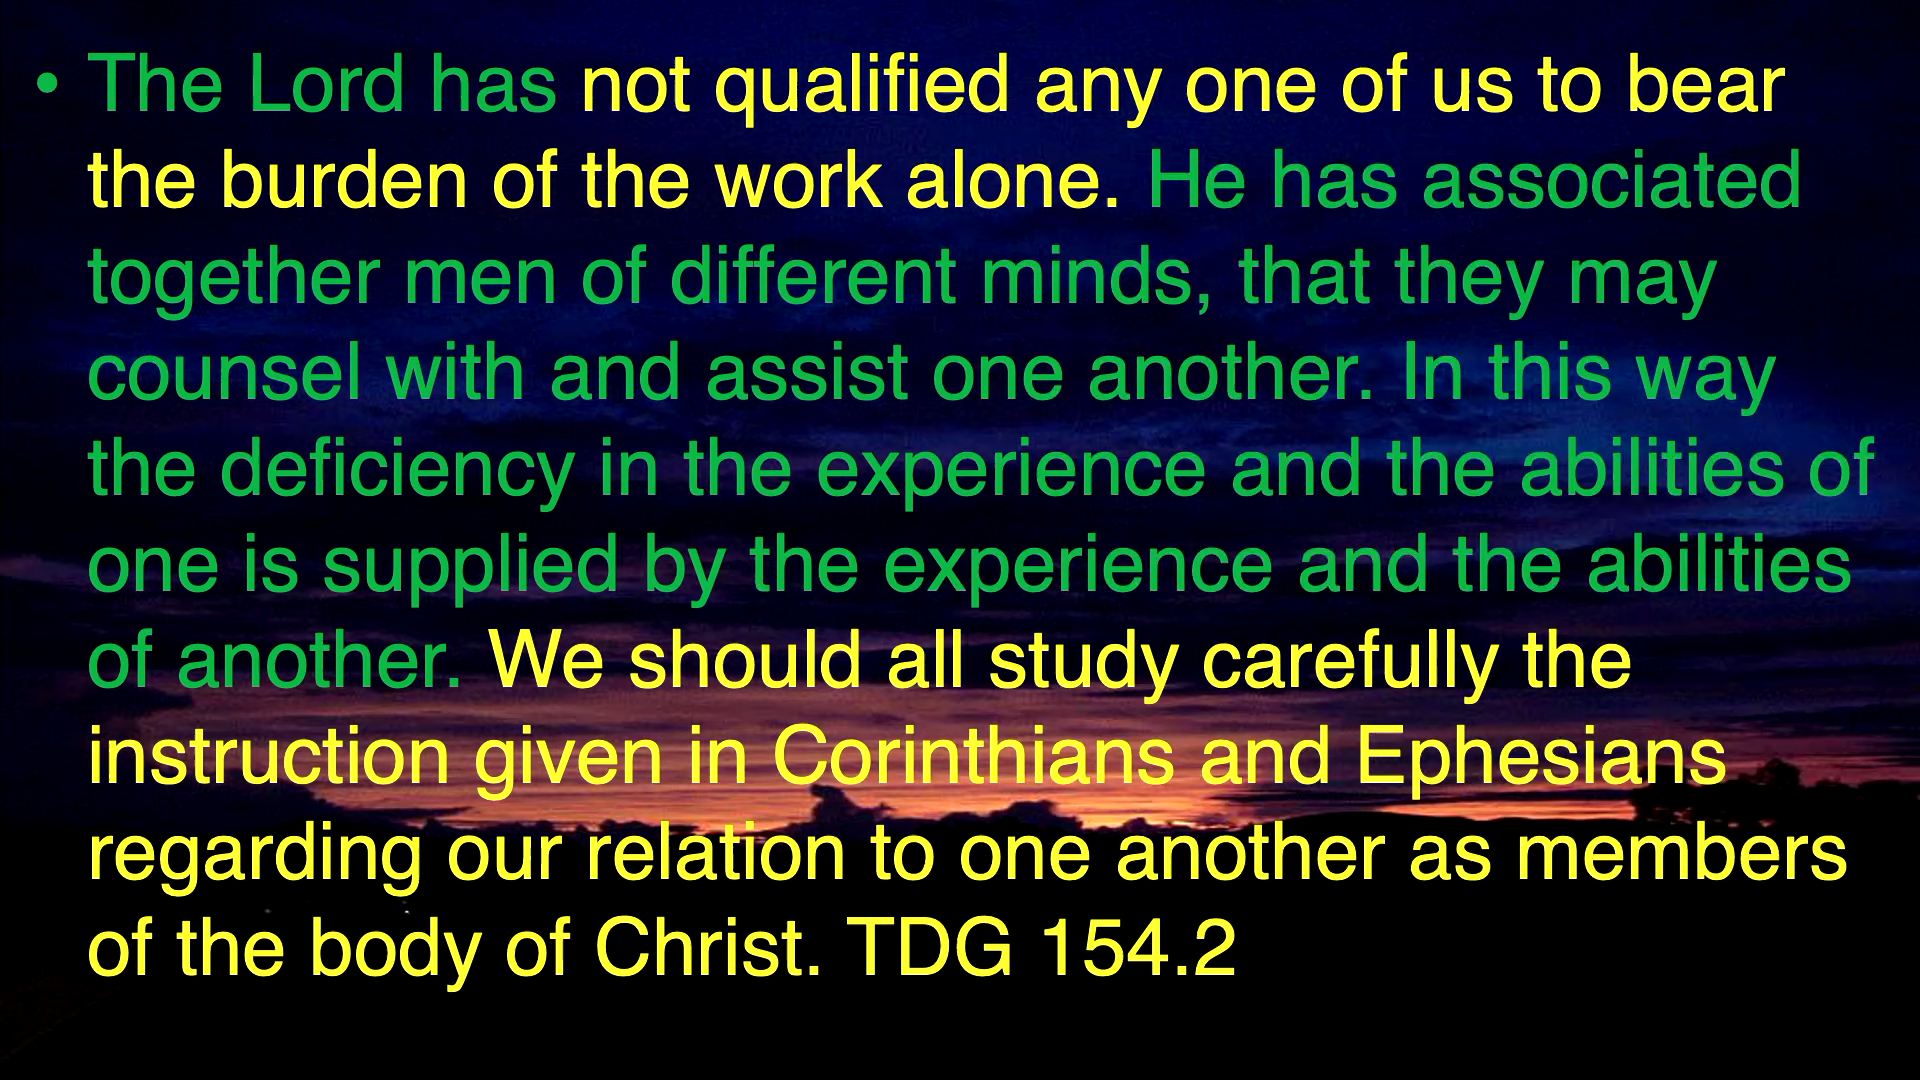 • The Lord has not qualified any one of us to bear
the burden of the work alone. He has associated
together men of different minds, that they may
counsel with and assist one another. In this way
the deficiency in the experience and the abilities of
one is supplied by the experience and the abilities
of another. We should all study carefully the
instruction given in Corinthians and Ephesians
regarding our relation to one another as members
of the body of Christ. TDG 154.2